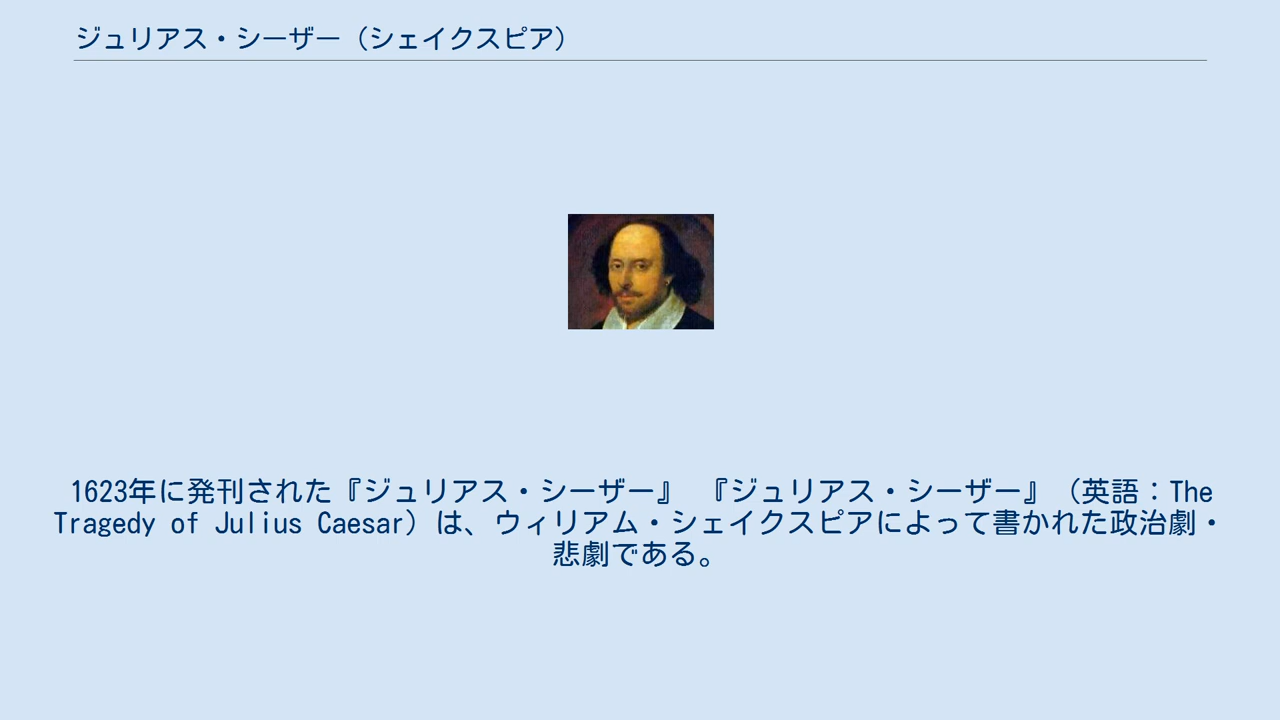 ジュリアス・シーザー（シェイクスピア）
1623年に発刊された『ジュリアス・シーザー』　『ジュリアス・シーザー』（英語：The
Tragedy of Julius Caesar）は、ウィリアム・シェイクスピアによって書かれた政治劇・
悲劇である。